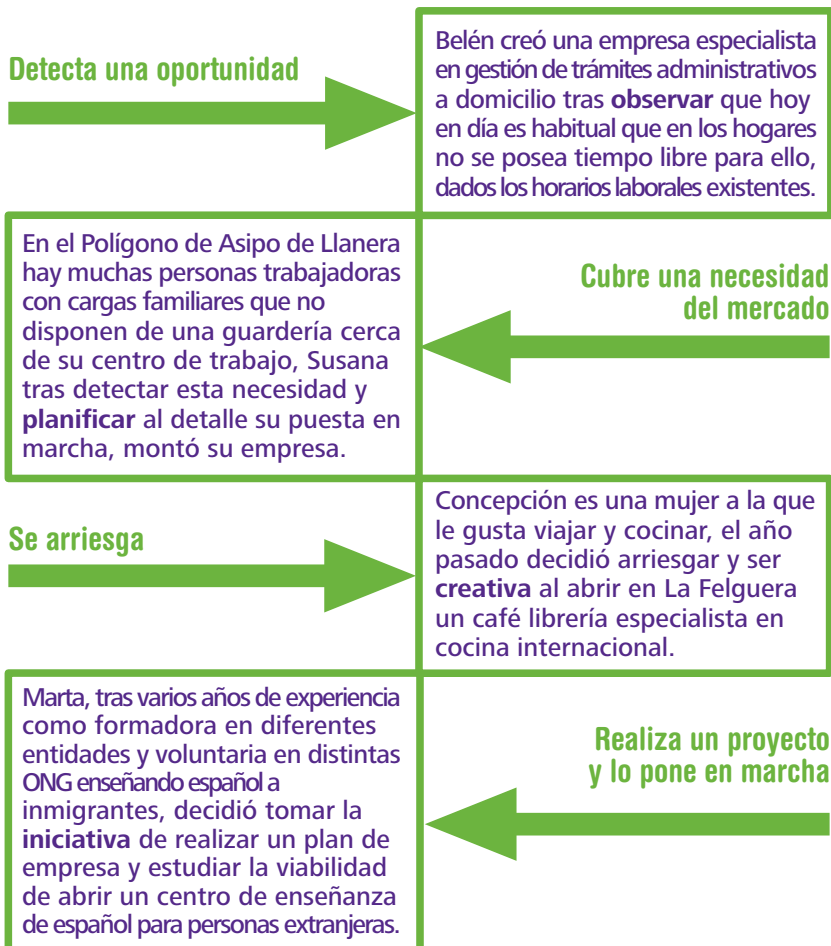 Detecta una oportunidad
Belén creó una empresa especialista
en gestión de trámites administrativos
a domicilio tras observar que hoy
en día es habitual que en los hogares
no se posea tiempo libre para ello,
dados los horarios laborales existentes.
Cubre una necesidad
del mercado
En el Polígono de Asipo de Llanera
hay muchas personas trabajadoras
con cargas familiares que no
disponen de una guardería cerca
de su centro de trabajo, Susana
tras detectar esta necesidad y
planificar al detalle su puesta en
marcha, montó su empresa.
Se arriesga
Concepción es una mujer a la que
le gusta viajar y cocinar, el año
pasado decidió arriesgar y ser
creativa al abrir en La Felguera
un café librería especialista en
cocina internacional.
Realiza un proyecto
y lo pone en marcha
Marta, tras varios años de experiencia
como formadora en diferentes
entidades y voluntaria en distintas
ONG enseñando español a
inmigrantes, decidió tomar la
iniciativa de realizar un plan de
empresa y estudiar la viabilidad
de abrir un centro de enseñanza
de español para personas extranjeras.